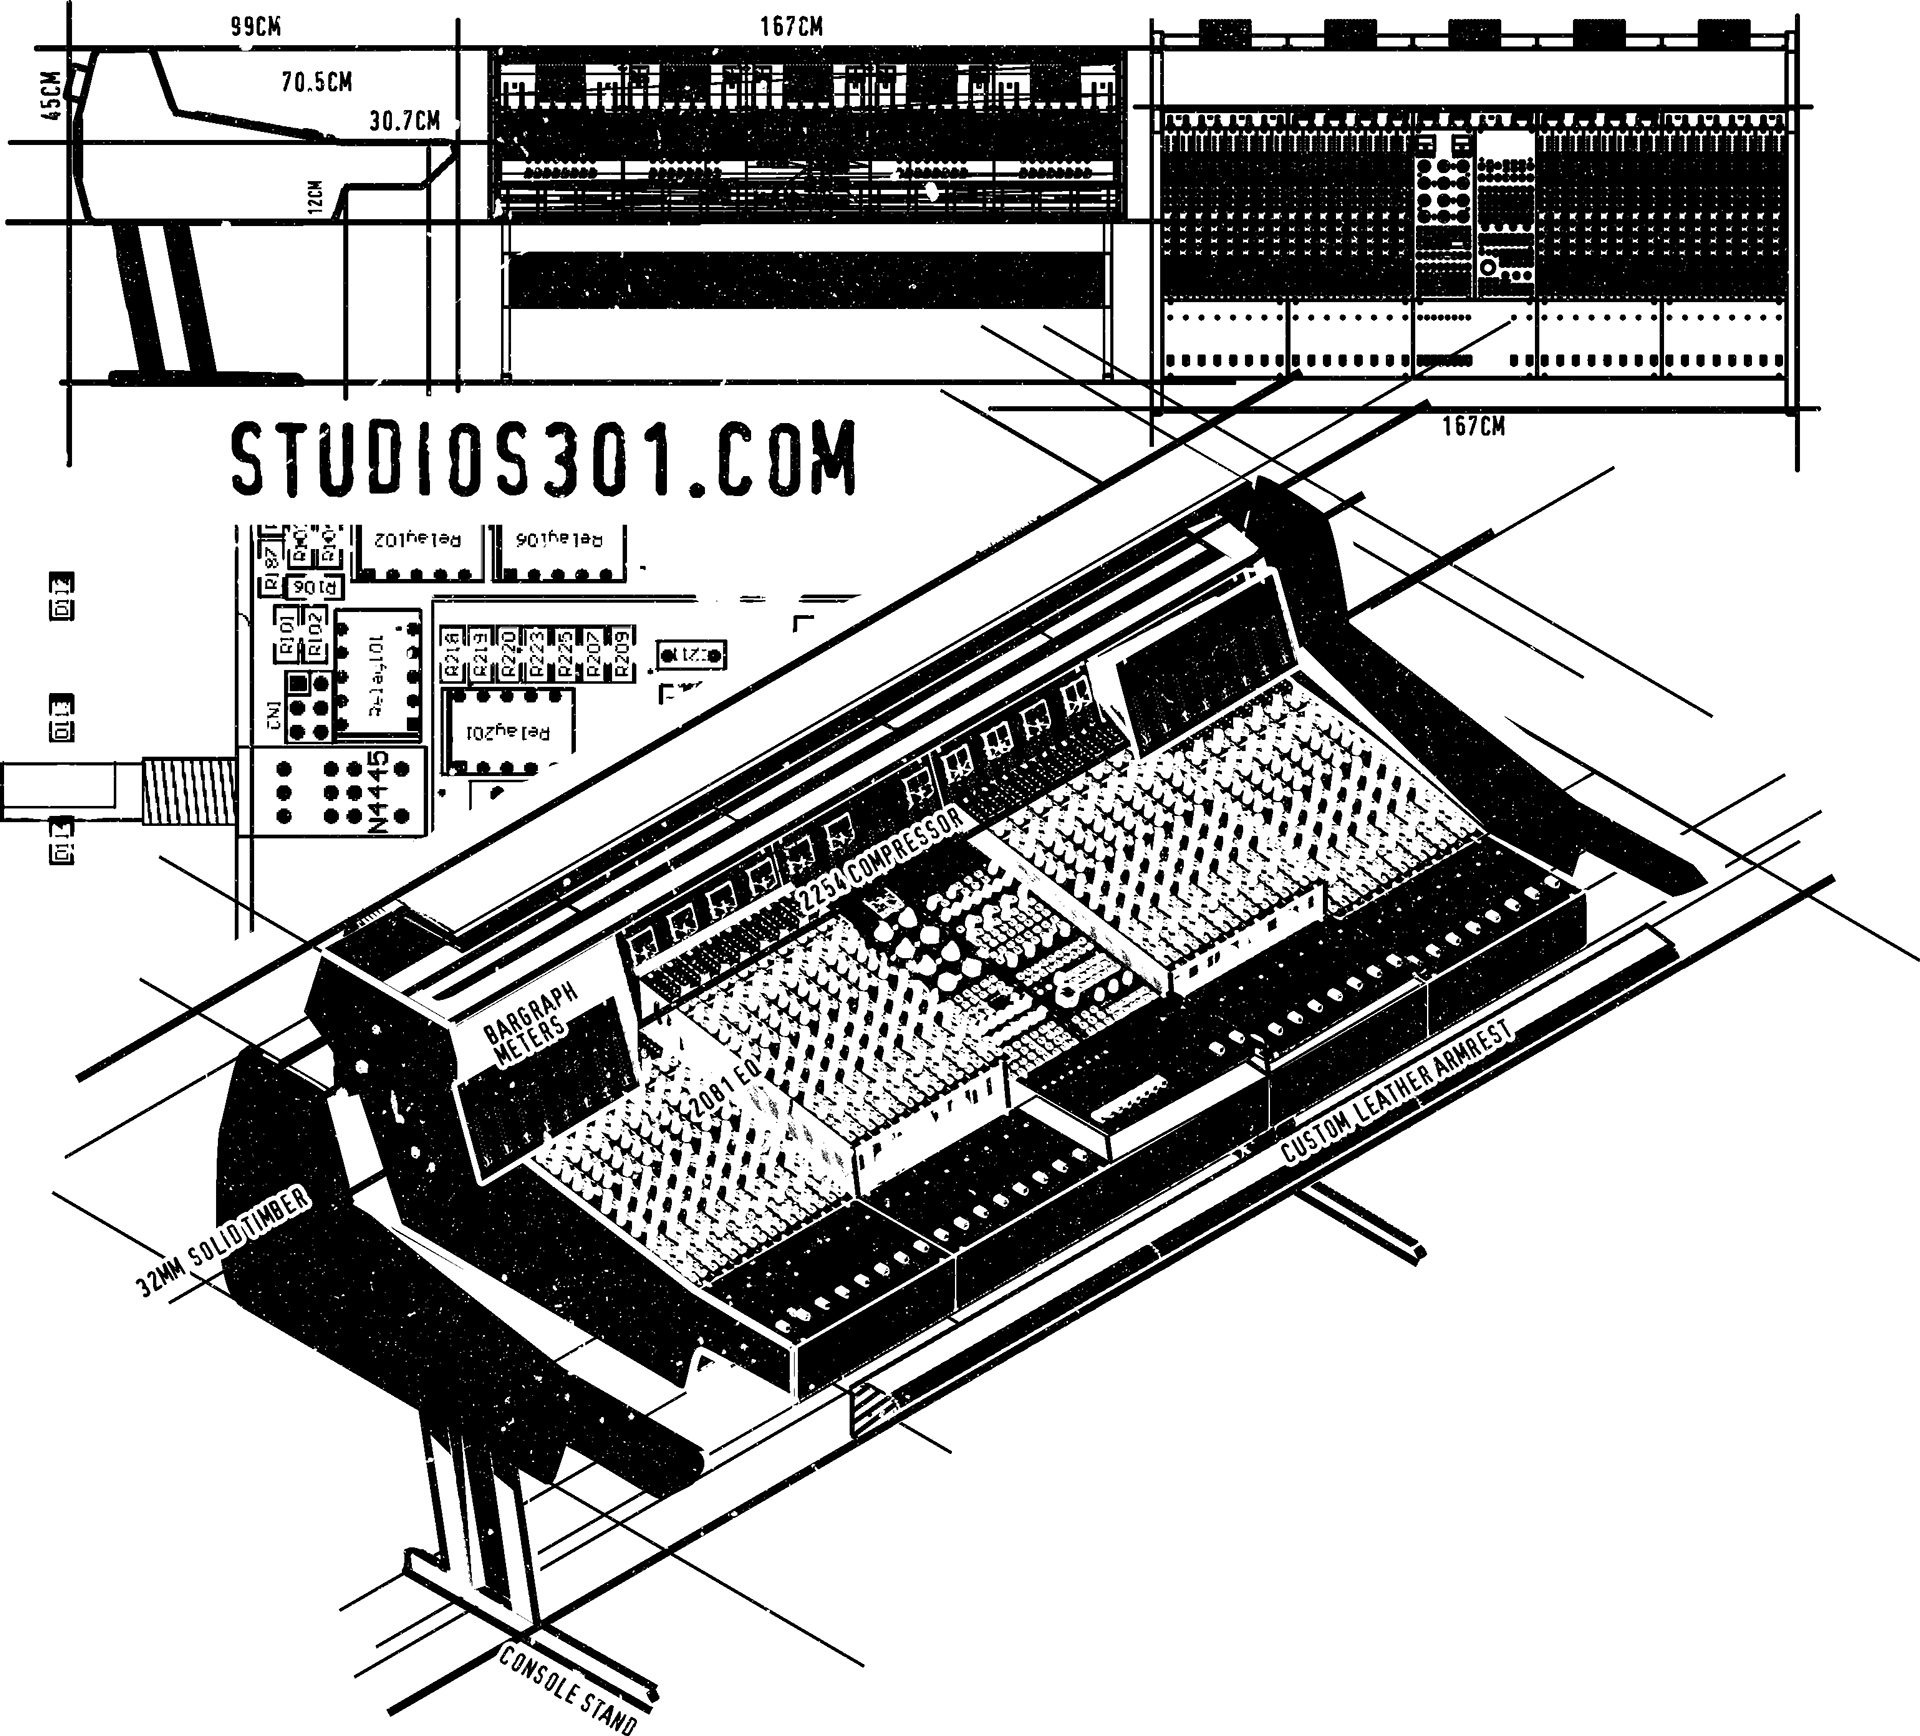 99CM
167CM
45CM
70.5CM
30.7CM
12CM
167CM
STUDIOS301.COM
Relay102
Relay106
R187
R106
D112
R101
R102
Relay101
R218
R219
R220
R223
R225
R207
R209
CN1
Relay201
N4445
2254 COMPRESSOR
BARGRAPH
METERS
2081 EQ
CUSTOM LEATHER ARMREST
32MM SOLID TIMBER
CONSOLE STAND